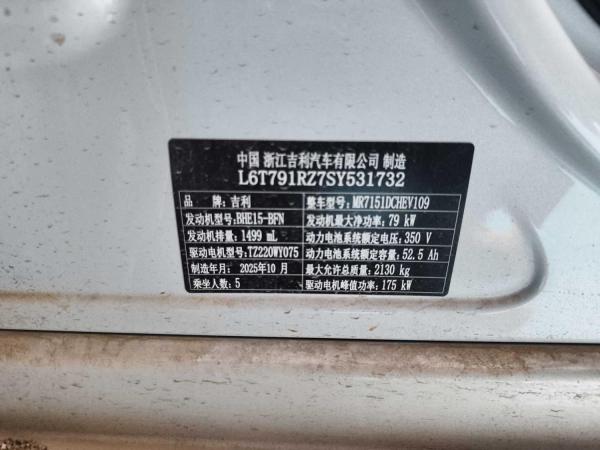 中国 浙江吉利汽车有限公司 制造
L6T791RZ7SY531732
品牌:吉利 整车型号:MR7151DCHEV109
发动机型号:BHE15-BFN 发动机最大净功率:79 kW
发动机排量:1499 mL 动力电池系统额定电压:350 V
驱动电机型号:TZ220WY075 动力电池系统额定容量:52.5 Ah
制造年月:2025年10月 最大允许总质量:2130 kg
乘坐人数:5 驱动电机峰值功率:175 kW